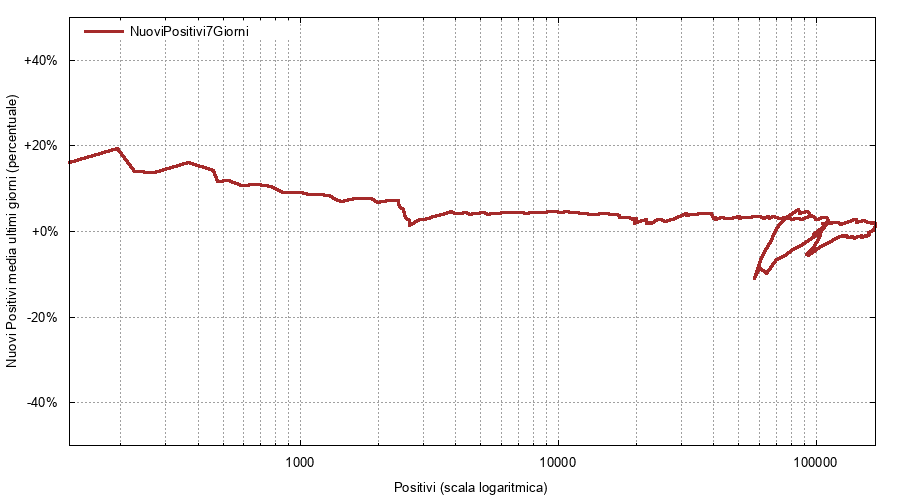 NuoviPositivi7Giorni
+40%
+20%
+0%
-20%
-40%
Nuovi Positivi media ultimi giorni (percentuale)
1000 10000 100000
Positivi (scala logaritmica)